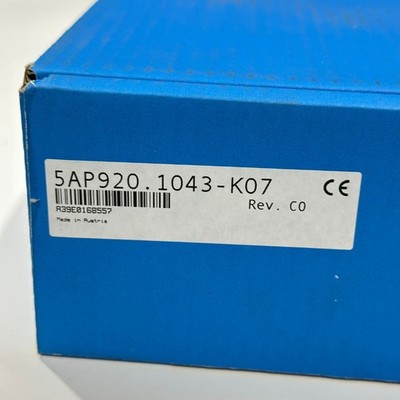 5AP920.1043-K07
CE
Rev. C0
A39E0168557
Made in Austria